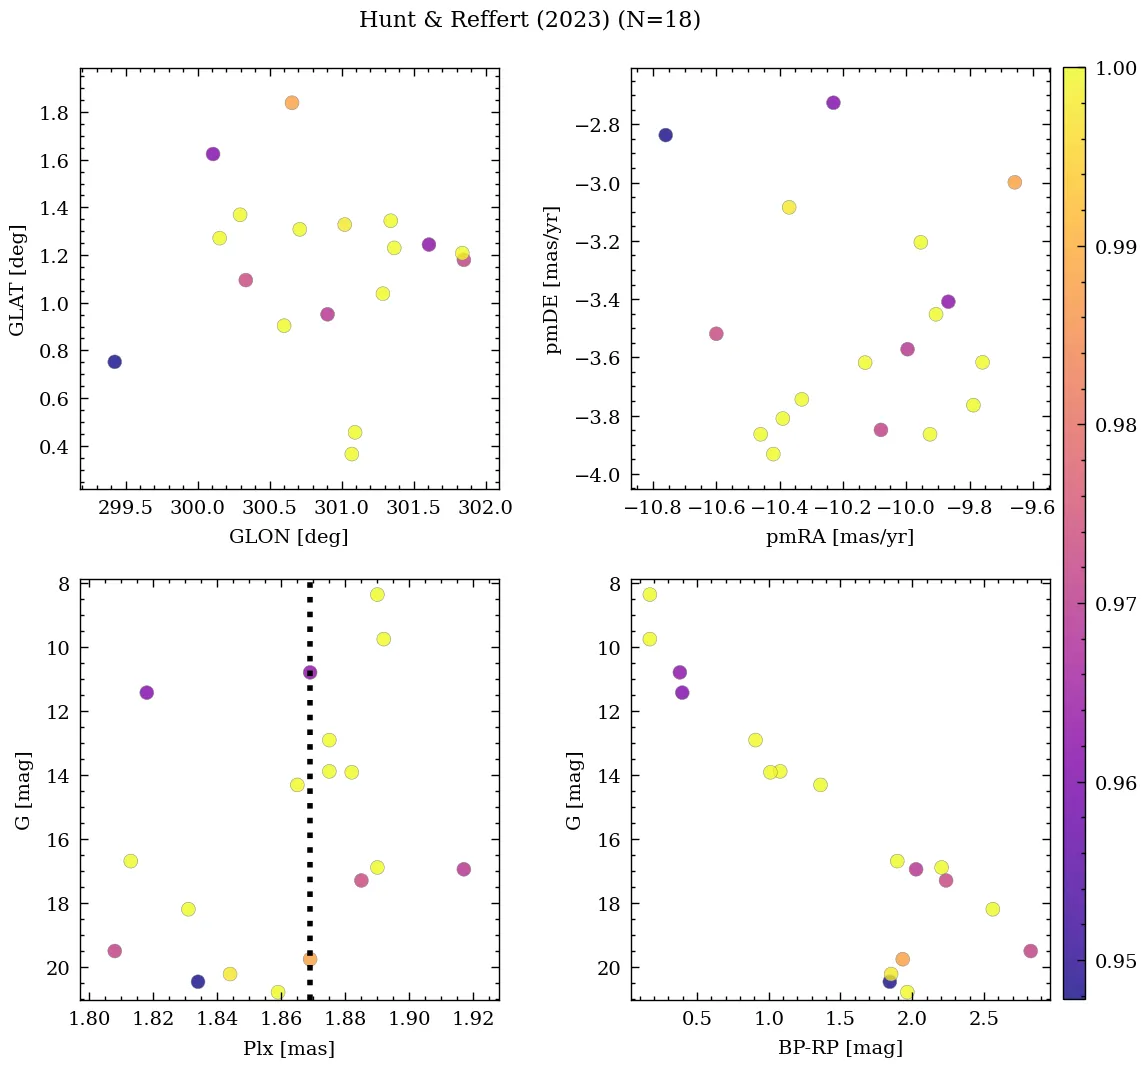 Hunt & Reffert (2023) (N=18)
1.8
1.6
1.4
1.2
1.0
0.8
0.6
0.4
GLAT [deg]
299.5 300.0 300.5 301.0 301.5 302.0
GLON [deg]
−2.8
−3.0
−3.2
−3.4
−3.6
−3.8
−4.0
pmDE [mas/yr]
−10.8 −10.6 −10.4 −10.2 −10.0 −9.8 −9.6
pmRA [mas/yr]
8
10
12
14
16
18
20
G [mag]
1.80 1.82 1.84 1.86 1.88 1.90 1.92
Plx [mas]
8
10
12
14
16
18
20
G [mag]
0.5 1.0 1.5 2.0 2.5
BP-RP [mag]
1.00
0.99
0.98
0.97
0.96
0.95